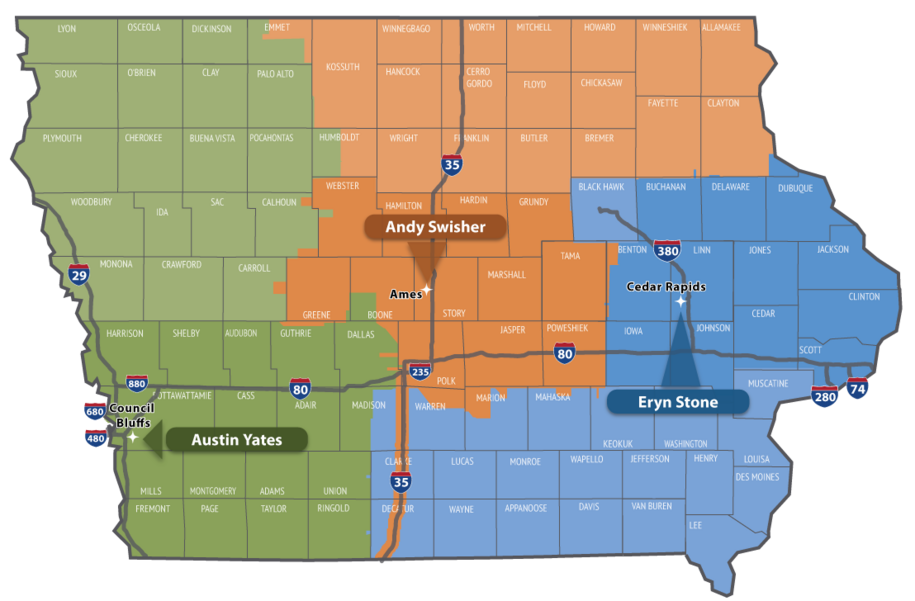 LYON
OSCEOLA
DICKINSON
EMMET
WINNEBAGO
WORTH
MITCHELL
HOWARD
WINNESHIEK
ALLAMAKEE
KOSSUTH
SIOUX
O'BRIEN
CLAY
PALO ALTO
HANCOCK
CERRO
GORDO
FLOYD
CHICKASAW
FAYETTE
CLAYTON
PLYMOUTH
CHEROKEE
BUENA VISTA
POCAHONTAS
HUMBOLDT
WRIGHT
FRANKLIN
BUTLER
BREMER
35
WEBSTER
BLACK HAWK
BUCHANAN
DELAWARE
DUBUQUE
WOODBURY
IDA
SAC
CALHOUN
HAMILTON
HARDIN
GRUNDY
Andy Swisher
29
MONONA
CRAWFORD
CARROLL
MARSHALL
TAMA
BENTON
380
LINN
JONES
JACKSON
Ames
Cedar Rapids
CLINTON
GREENE
BOONE
STORY
CEDAR
HARRISON
SHELBY
AUDUBON
GUTHRIE
DALLAS
JASPER
POWESHIEK
IOWA
JOHNSON
SCOTT
80
235
880
80
POLK
MUSCATINE
280
74
OTTAWATTAMIE
CASS
ADAIR
MADISON
WARREN
MARION
MAHASKA
Eryn Stone
680
Council
Bluffs
480
Austin Yates
KEOKUK
WASHINGTON
CLARKE
LUCAS
MONROE
WAPELLO
JEFFERSON
HENRY
LOUISA
35
DES MOINES
MILLS
MONTGOMERY
ADAMS
UNION
FREMONT
PAGE
TAYLOR
RINGOLD
DECATUR
WAYNE
APPANOOSE
DAVIS
VAN BUREN
LEE